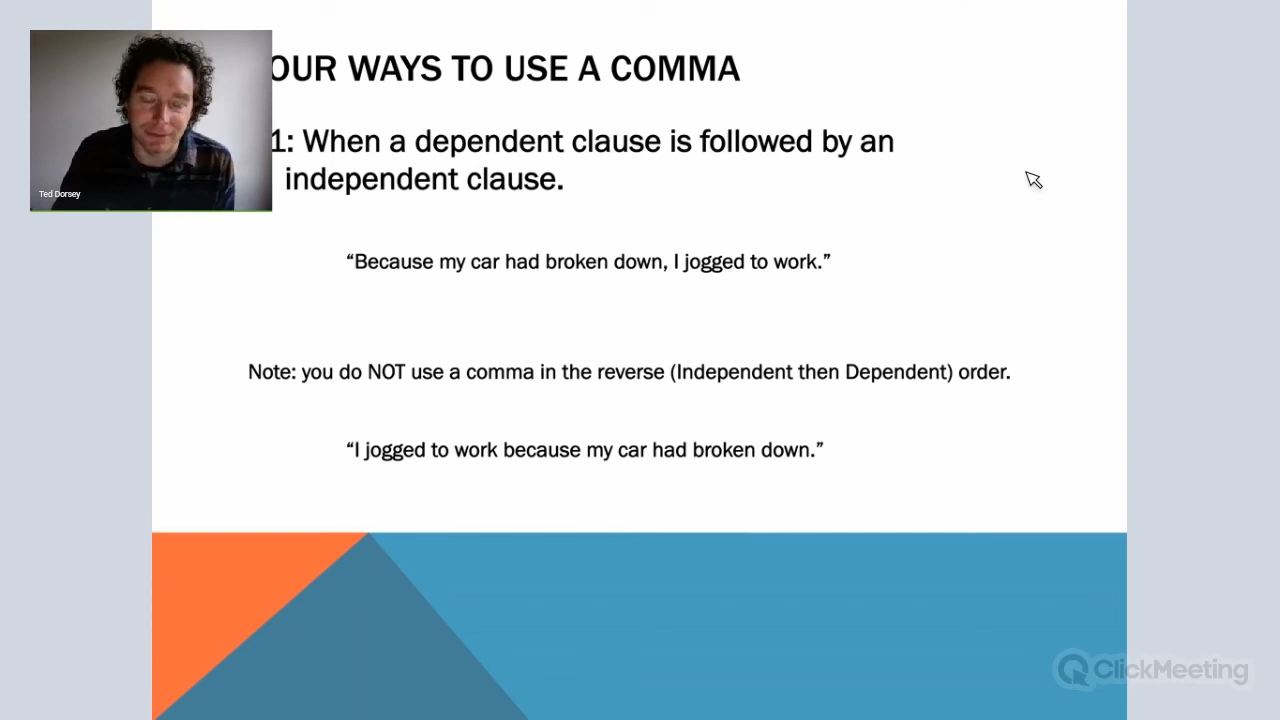 OUR WAYS TO USE A COMMA
1: When a dependent clause is followed by an
independent clause.
Ted Dorsey
“Because my car had broken down, I jogged to work.”
Note: you do NOT use a comma in the reverse (Independent then Dependent) order.
“I jogged to work because my car had broken down.”
ClickMeeting